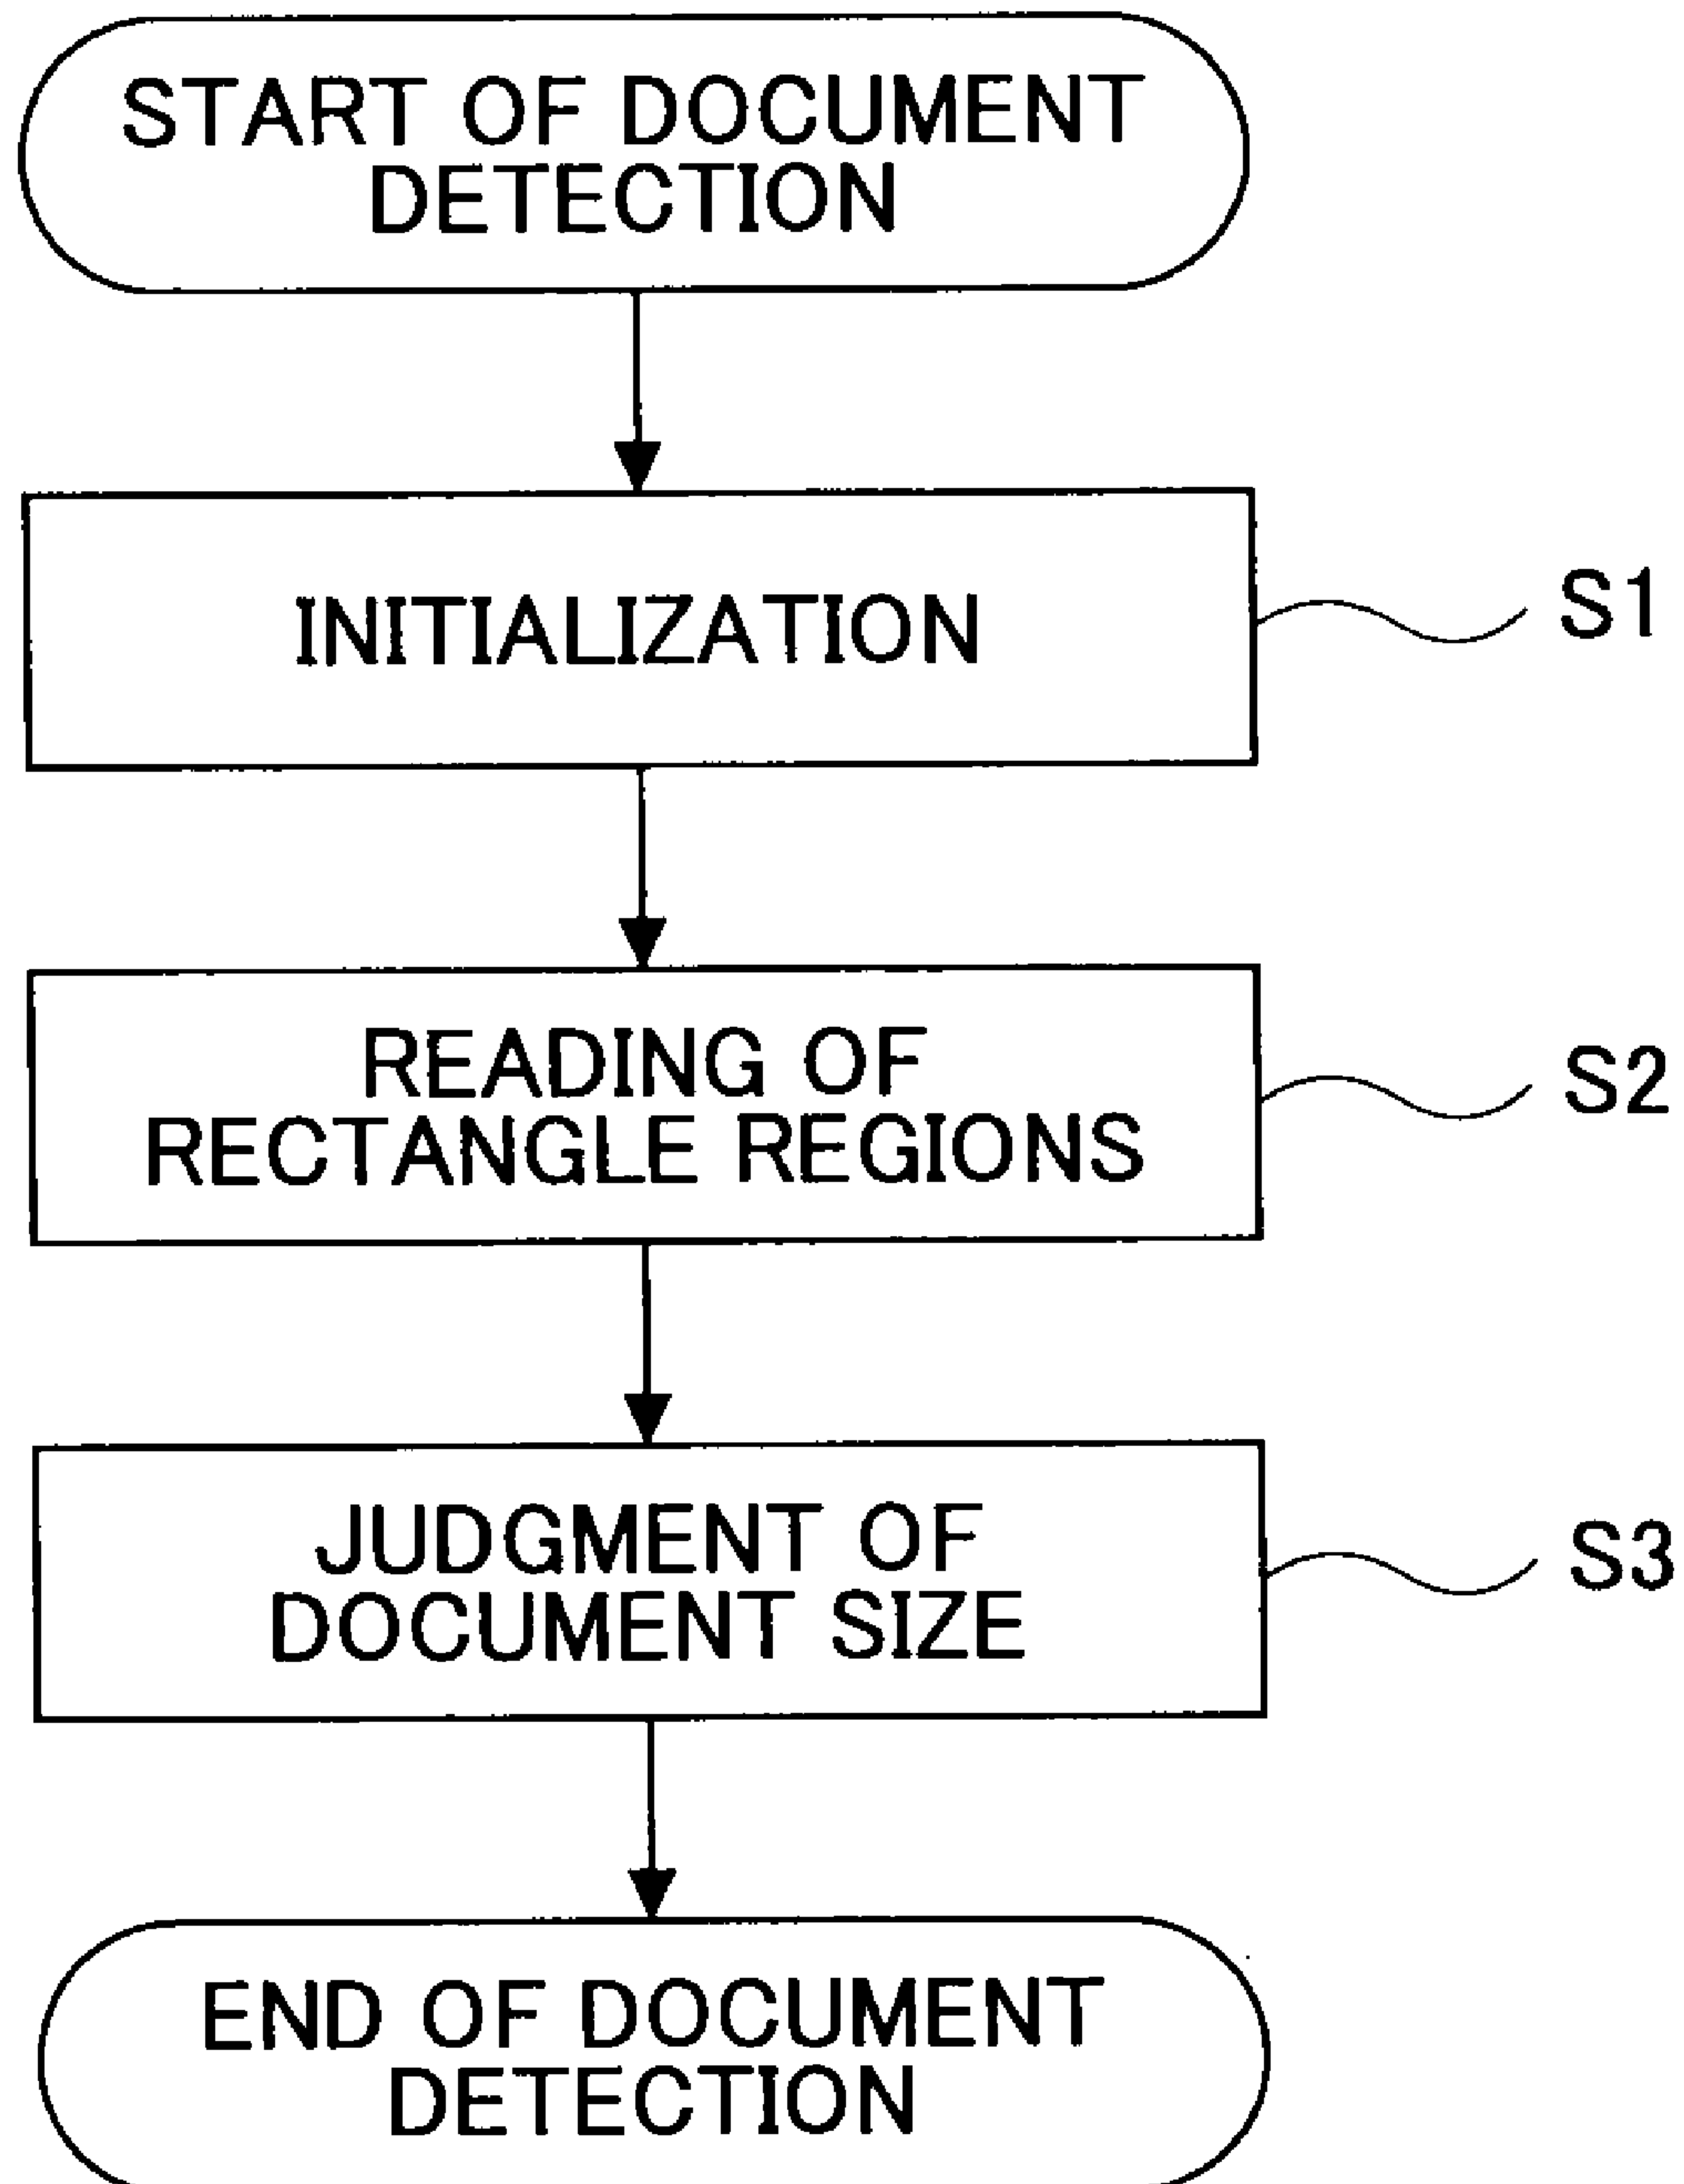 START OF DOCUMENT
DETECTION
INITIALIZATION
S1
READING OF
RECTANGLE REGIONS
S2
JUDGMENT OF
DOCUMENT SIZE
S3
END OF DOCUMENT
DETECTION